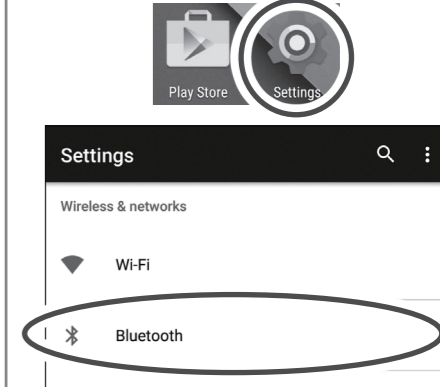 Play Store
Settings
Settings
Wireless & networks
Wi-Fi
Bluetooth